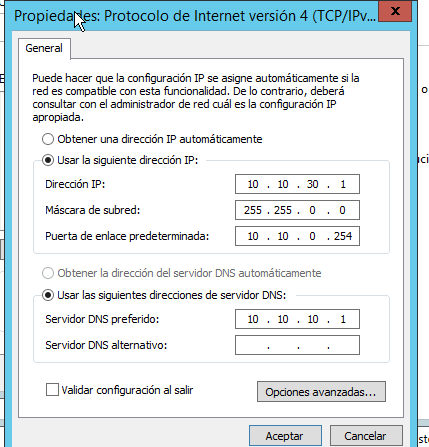 Propiedades: Protocolo de Internet versión 4 (TCP/IPv... x
General
Puede hacer que la configuración IP se asigne automáticamente si la
red es compatible con esta funcionalidad. De lo contrario, deberá
consultar con el administrador de red cuál es la configuración IP
apropiada.
Obtener una dirección IP automáticamente
Usar la siguiente dirección IP:
Dirección IP: 10 . 10 . 30 . 1
Máscara de subred: 255 . 255 . 0 . 0
Puerta de enlace predeterminada: 10 . 10 . 0 . 254
Obtener la dirección del servidor DNS automáticamente
Usar las siguientes direcciones de servidor DNS:
Servidor DNS preferido: 10 . 10 . 10 . 1
Servidor DNS alternativo: . . .
Validar configuración al salir
Opciones avanzadas...
Aceptar Cancelar